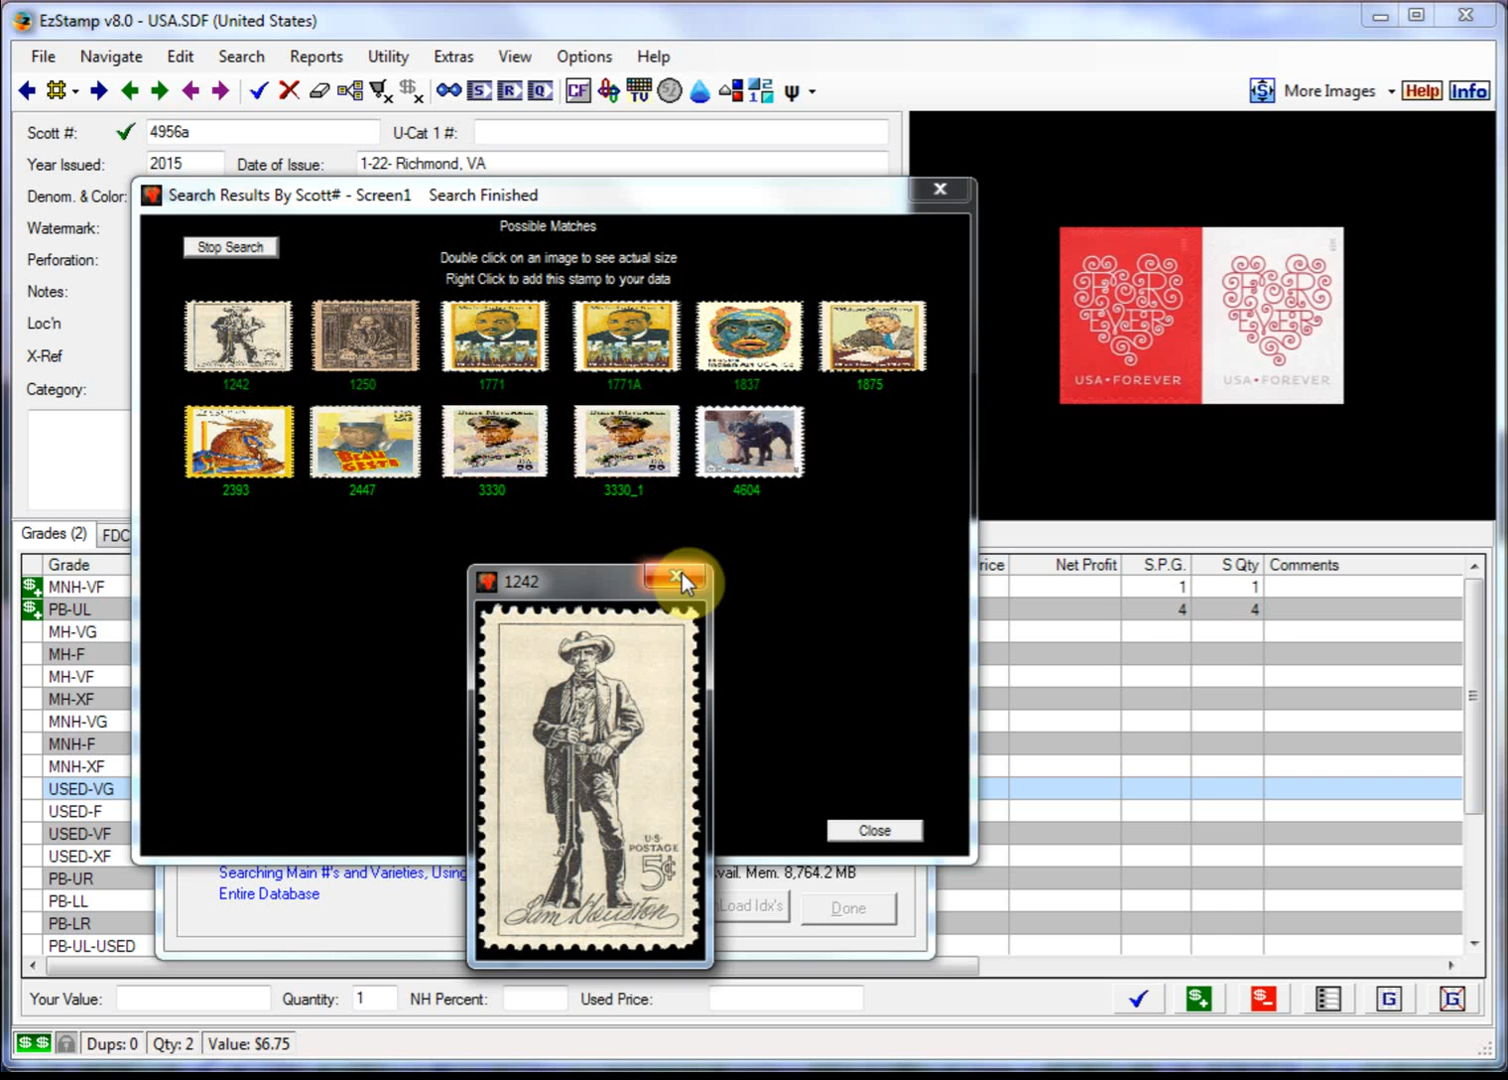 EzStamp v8.0 - USA.SDF (United States)
File Navigate Edit Search Reports Utility Extras View Options Help
S R Q CF TV More Images Help Info
Scott #: 4956a U-Cat 1 #:
Year Issued: 2015 Date of Issue: 1-22- Richmond, VA
Denom. & Color:
Watermark:
Perforation:
Notes:
Loc'n
X-Ref
Category:
Search Results By Scott# - Screen1 Search Finished
Possible Matches
Stop Search
Double click on an image to see actual size
Right Click to add this stamp to your data
1242 1250 1771 1771A 1837 1875
BEAU
GESTE
2393 2447 3330 3330_1 4604
FOR
EVER
USA•FOREVER
FOR
EVER
USA•FOREVER
1242
U·S·
POSTAGE
5¢
Sam Houston
Close
Searching Main #'s and Varieties, Using
Entire Database
vail. Mem. 8,764.2 MB
Load Idx's Done
Grades (2) FDC
Grade rice Net Profit S.P.G. S Qty Comments
MNH-VF 1 1
PB-UL 4 4
MH-VG
MH-F
MH-VF
MH-XF
MNH-VG
MNH-F
MNH-XF
USED-VG
USED-F
USED-VF
USED-XF
PB-UR
PB-LL
PB-LR
PB-UL-USED
Your Value: Quantity: 1 NH Percent: Used Price:
$+ $- G G
$ $ Dups: 0 Qty: 2 Value: $6.75